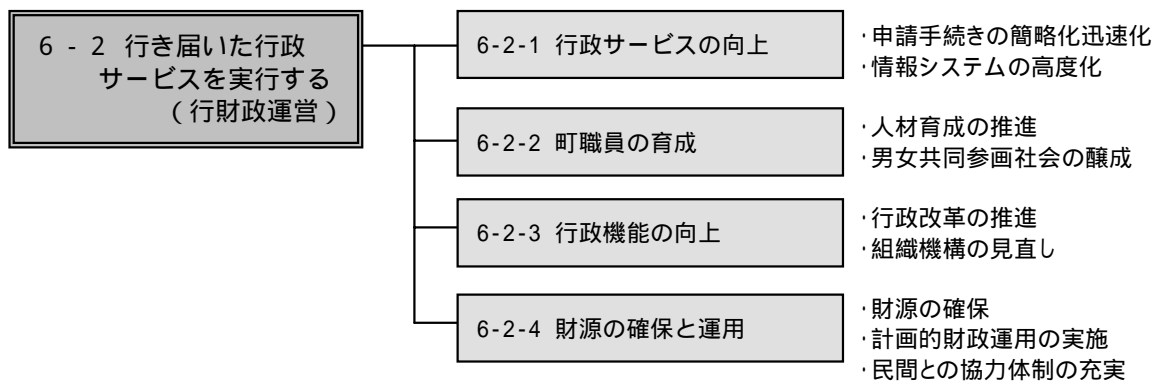 6 - 2 行き届いた行政
サービスを実行する
(行財政運営)
6-2-1 行政サービスの向上
･申請手続きの簡略化迅速化
･情報システムの高度化
6-2-2 町職員の育成
･人材育成の推進
･男女共同参画社会の醸成
6-2-3 行政機能の向上
･行政改革の推進
･組織機構の見直し
6-2-4 財源の確保と運用
･財源の確保
･計画的財政運用の実施
･民間との協力体制の充実